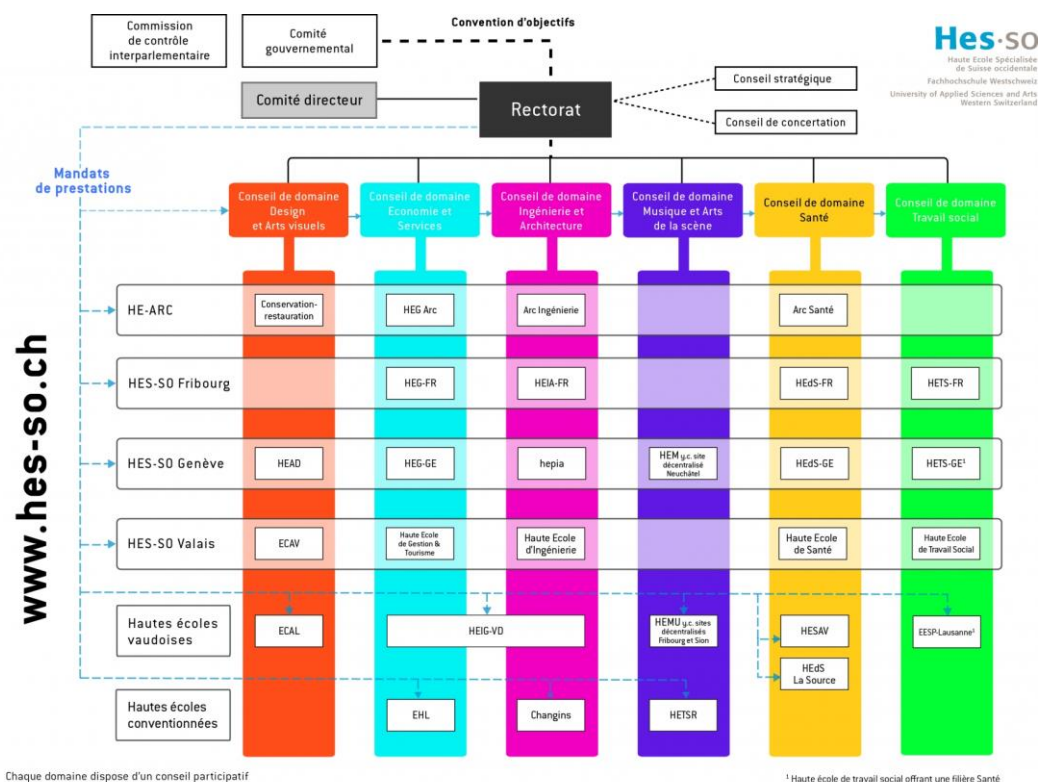 Commission
de contrôle
interparlementaire
Comité
gouvernemental
Convention d'objectifs
Hes·so
Haute Ecole Spécialisée
de Suisse occidentale
Fachhochschule Westschweiz
University of Applied Sciences and Arts
Western Switzerland
Comité directeur
Rectorat
Conseil stratégique
Conseil de concertation
Mandats
de prestations
Conseil de domaine
Design
et Arts visuels
Conseil de domaine
Economie et
Services
Conseil de domaine
Ingénierie et
Architecture
Conseil de domaine
Musique et Arts
de la scène
Conseil de domaine
Santé
Conseil de domaine
Travail social
www.hes-so.ch
HE-ARC
Conservation-
restauration
HEG Arc
Arc Ingénierie
Arc Santé
HES-SO Fribourg
HEG-FR
HEIA-FR
HEdS-FR
HETS-FR
HES-SO Genève
HEAD
HEG-GE
hepia
HEM y.c. site
décentralisé
Neuchâtel
HEdS-GE
HETS-GE¹
HES-SO Valais
ECAV
Haute Ecole
de Gestion &
Tourisme
Haute Ecole
d'Ingénierie
Haute Ecole
de Santé
Haute Ecole
de Travail Social
Hautes écoles
vaudoises
ECAL
HEIG-VD
HEMU y.c. sites
décentralisés
Fribourg et Sion
HESAV
EESP-Lausanne¹
HEdS
La Source
Hautes écoles
conventionnées
EHL
Changins
HETSR
Chaque domaine dispose d'un conseil participatif
¹ Haute école de travail social offrant une filière Santé